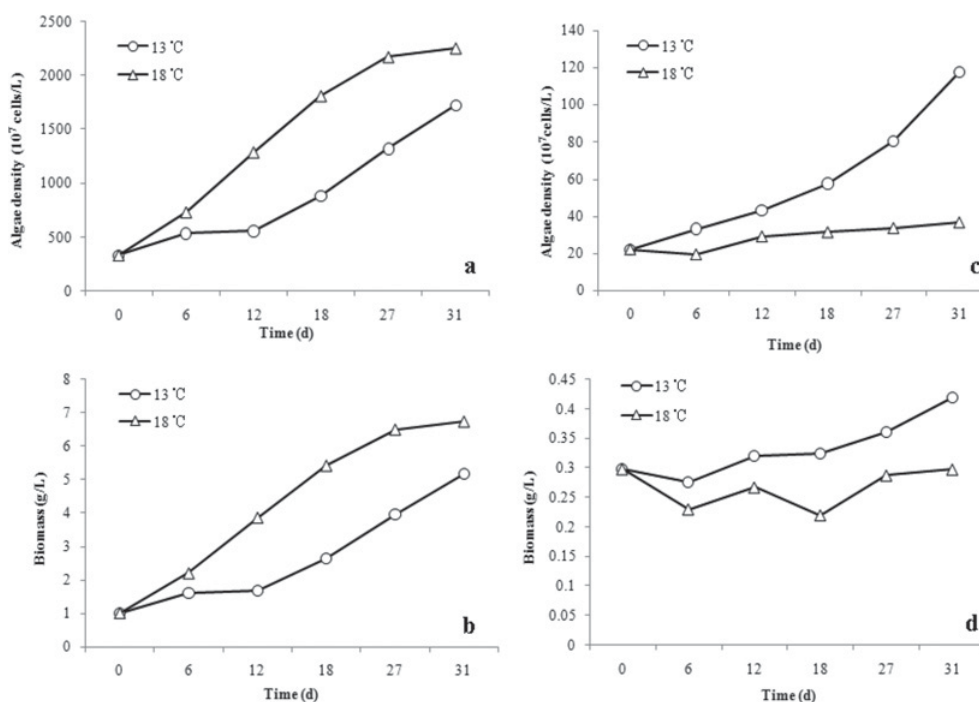 2500
2000
1500
1000
500
0
Algae density (10⁷ cells/L)
13℃
18℃
0 6 12 18 27 31
Time (d)
a
140
120
100
80
60
40
20
0
Algae density (10⁷cells/L)
13℃
18℃
0 6 12 18 27 31
Time (d)
c
8
7
6
5
4
3
2
1
0
Biomass (g/L)
13℃
18℃
0 6 12 18 27 31
Time (d)
b
0.45
0.4
0.35
0.3
0.25
0.2
0.15
0.1
0.05
0
Biomass (g/L)
13℃
18℃
0 6 12 18 27 31
Time (d)
d